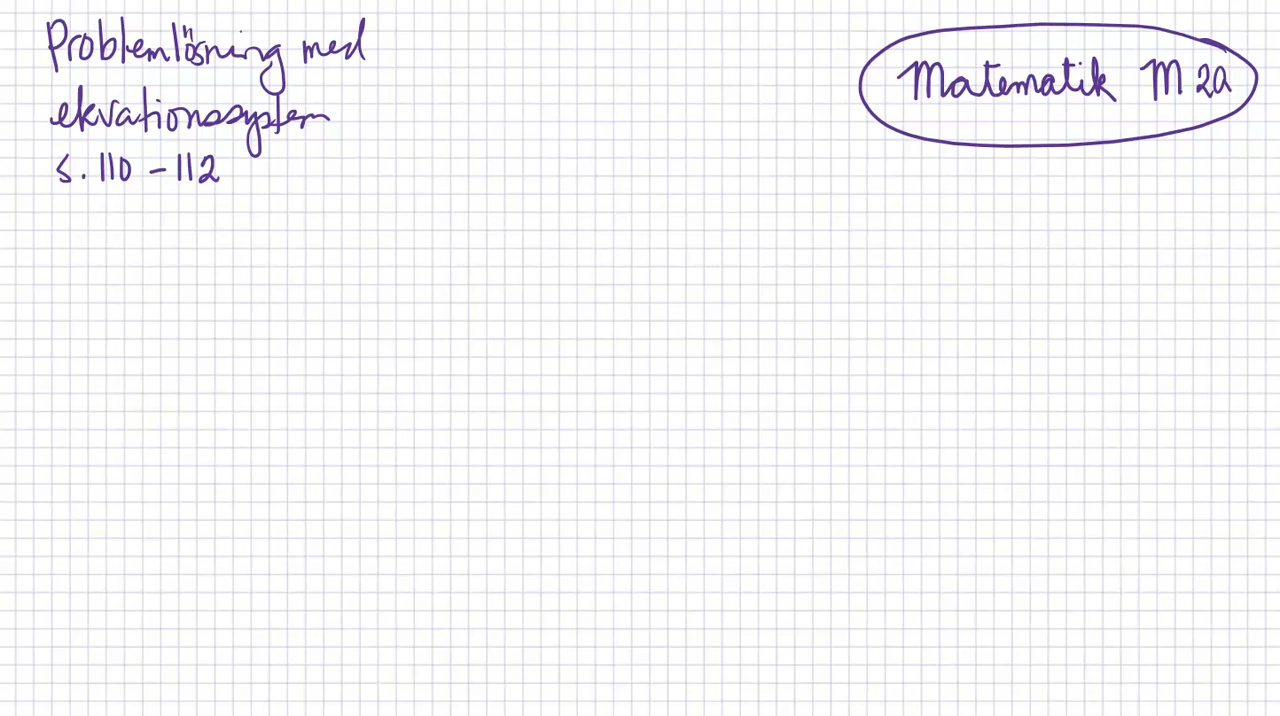 Problemlösning med
ekvationssystem
s. 110 - 112
Matematik M 2a